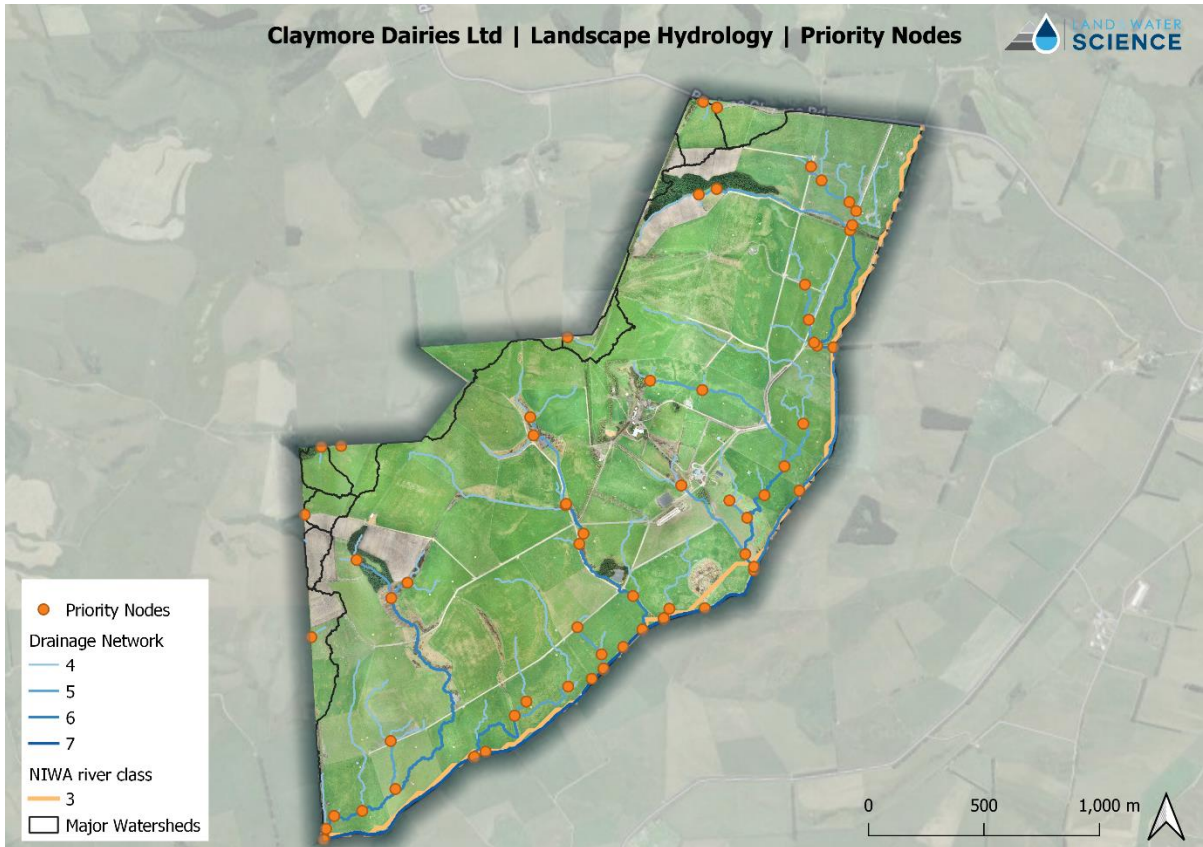 Claymore Dairies Ltd | Landscape Hydrology | Priority Nodes
LAND & WATER
SCIENCE
Priority Nodes
Drainage Network
4
5
6
7
NIWA river class
3
Major Watersheds
0 500 1,000 m